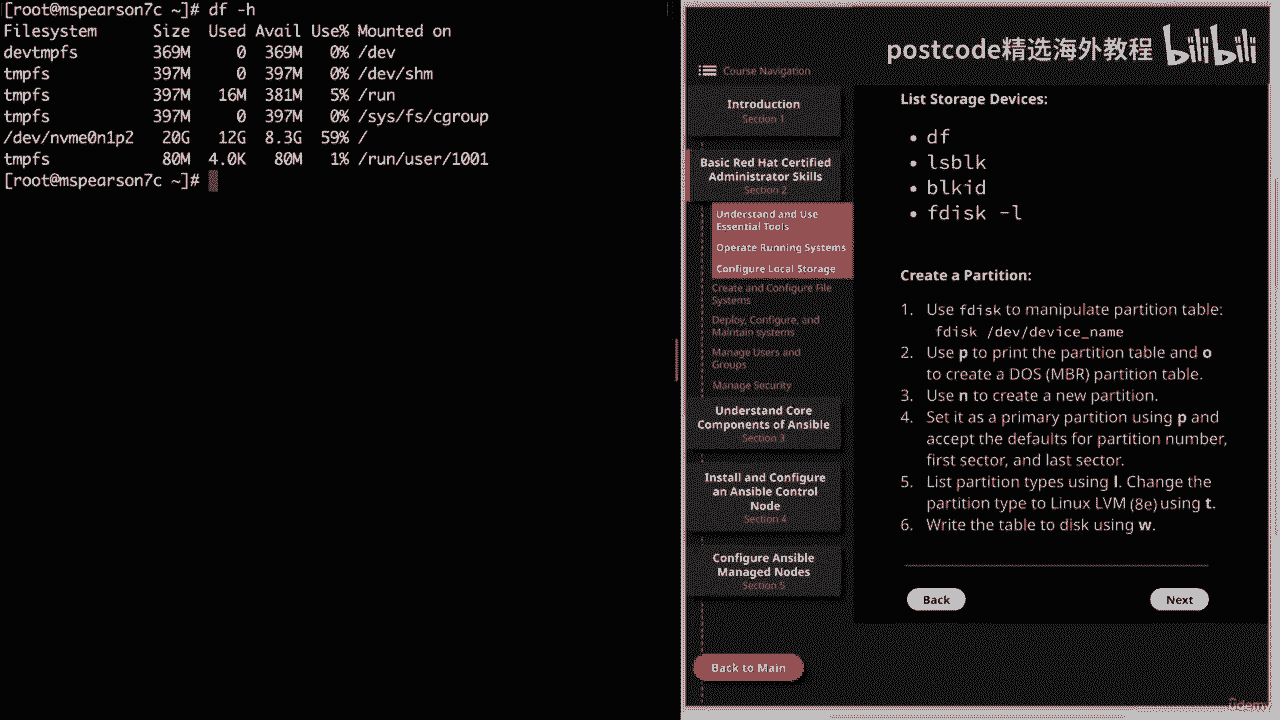 [root@mspearson7c ~]# df -h
Filesystem Size Used Avail Use% Mounted on
devtmpfs 369M 0 369M 0% /dev
tmpfs 397M 0 397M 0% /dev/shm
tmpfs 397M 16M 381M 5% /run
tmpfs 397M 0 397M 0% /sys/fs/cgroup
/dev/nvme0n1p2 20G 12G 8.3G 59% /
tmpfs 80M 4.0K 80M 1% /run/user/1001
[root@mspearson7c ~]#
postcode精选海外教程 bilibili
Course Navigation
Introduction
Section 1
Basic Red Hat Certified
Administrator Skills
Section 2
Understand and Use
Essential Tools
Operate Running Systems
Configure Local Storage
Create and Configure File
Systems
Deploy, Configure, and
Maintain systems
Manage Users and
Groups
Manage Security
Understand Core
Components of Ansible
Section 3
Install and Configure
an Ansible Control
Node
Section 4
Configure Ansible
Managed Nodes
Section 5
Back to Main
List Storage Devices:
• df
• lsblk
• blkid
• fdisk -l
Create a Partition:
1. Use fdisk to manipulate partition table:
fdisk /dev/device_name
2. Use p to print the partition table and o
to create a DOS (MBR) partition table.
3. Use n to create a new partition.
4. Set it as a primary partition using p and
accept the defaults for partition number,
first sector, and last sector.
5. List partition types using l. Change the
partition type to Linux LVM (8e) using t.
6. Write the table to disk using w.
Back
Next
ûdemy